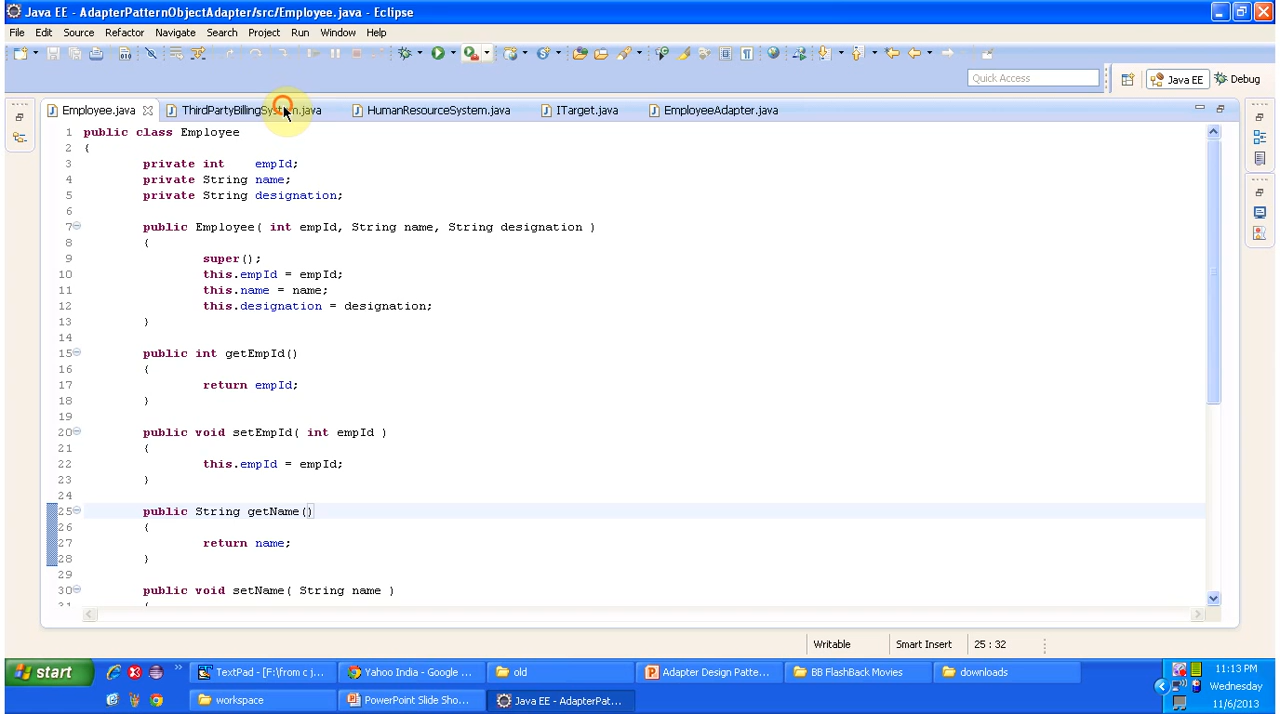 Java EE - AdapterPatternObjectAdapter/src/Employee.java - Eclipse
File Edit Source Refactor Navigate Search Project Run Window Help
Quick Access Java EE Debug
Employee.java ThirdPartyBillingSystem.java HumanResourceSystem.java ITarget.java EmployeeAdapter.java
1 public class Employee
2 {
3 private int empId;
4 private String name;
5 private String designation;
6
7 public Employee( int empId, String name, String designation )
8 {
9 super();
10 this.empId = empId;
11 this.name = name;
12 this.designation = designation;
13 }
14
15 public int getEmpId()
16 {
17 return empId;
18 }
19
20 public void setEmpId( int empId )
21 {
22 this.empId = empId;
23 }
24
25 public String getName()
26 {
27 return name;
28 }
29
30 public void setName( String name )
Writable Smart Insert 25 : 32
start TextPad - [F:\from c j... Yahoo India - Google ... old Adapter Design Patte... BB FlashBack Movies downloads 11:13 PM
Wednesday
workspace PowerPoint Slide Sho... Java EE - AdapterPat... 11/6/2013